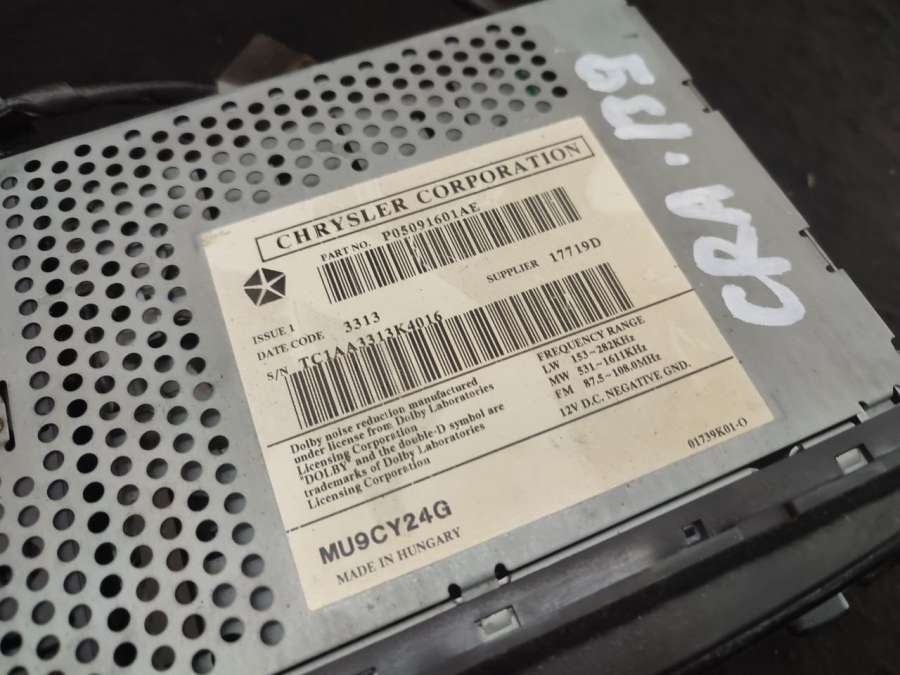 CHRYSLER CORPORATION
PART NO. P05091601AE
ISSUE 1
DATE CODE 3313
SUPPLIER 17719D
S/N TC1AA3313K4016
Dolby noise reduction manufactured
under license from Dolby Laboratories
Licensing Corporation
"DOLBY" and the double-D symbol are
trademarks of Dolby Laboratories
Licensing Corporation
FREQUENCY RANGE
LW 153~282KHz
MW 531~1611KHz
FM 87.5~108.0MHz
12V D.C. NEGATIVE GND.
01739K01-O
MU9CY24G
MADE IN HUNGARY